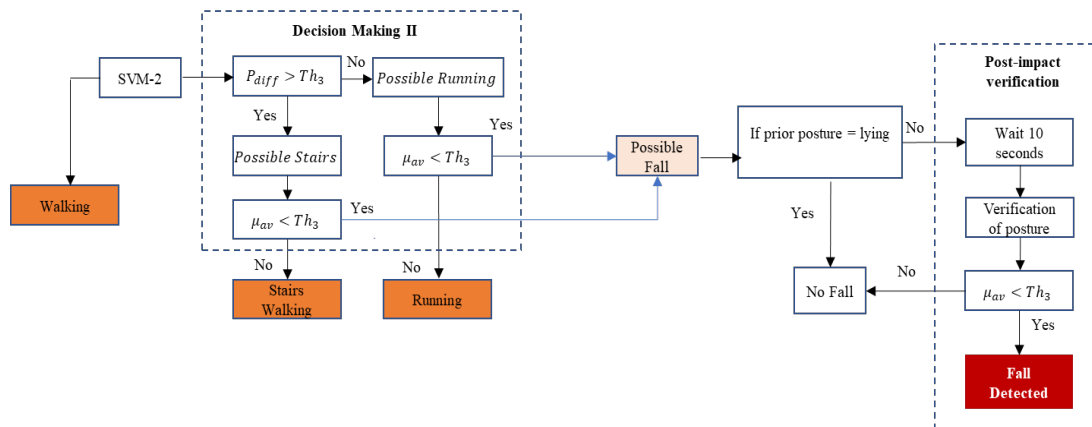 Decision Making II
SVM-2
P_diff > Th_3
No
Possible Running
Yes
Possible Stairs
μ_av < Th_3
Yes
μ_av < Th_3
Yes
No
No
Walking
Stairs
Walking
Running
Possible
Fall
If prior posture = lying
No
Yes
No Fall
Post-impact
verification
Wait 10
seconds
Verification
of posture
No
μ_av < Th_3
Yes
Fall
Detected